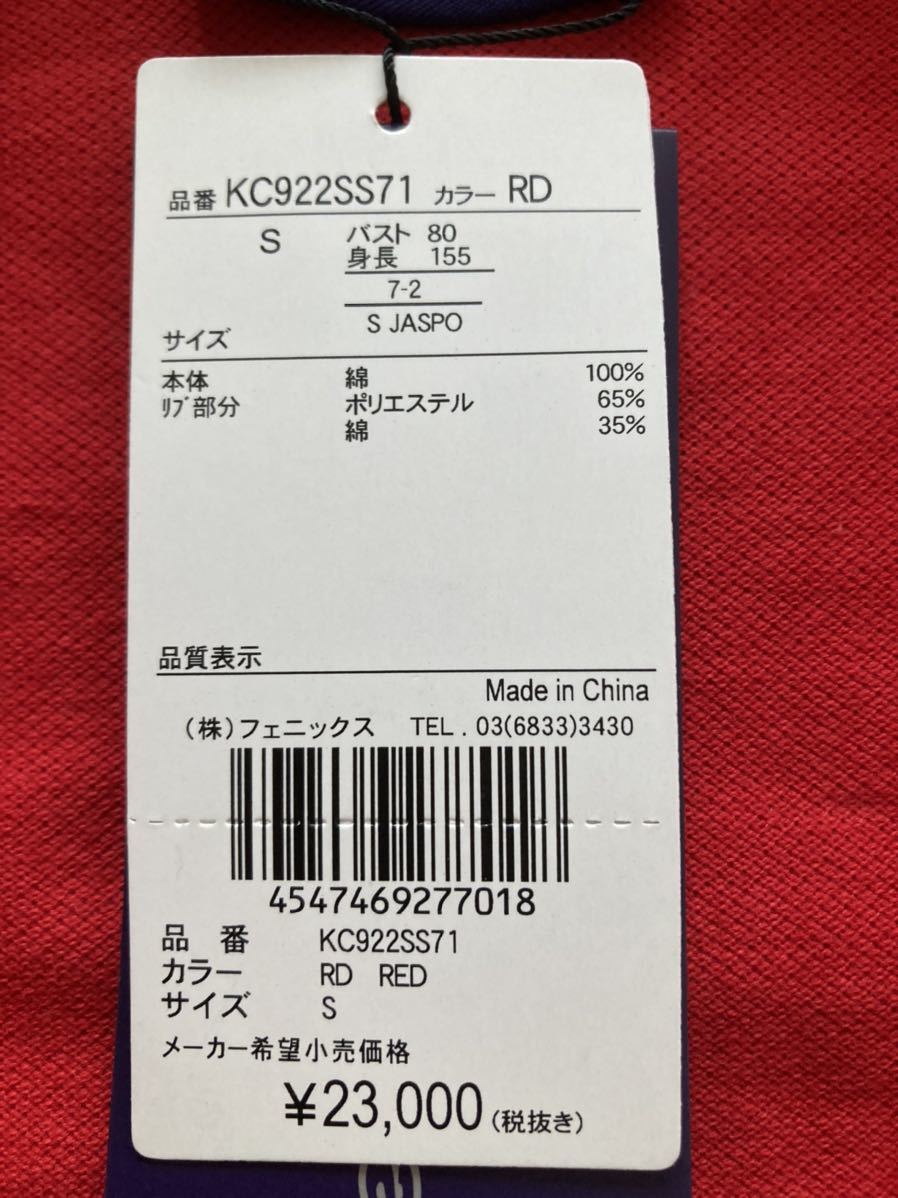 品番 KC922SS71 カラー RD
S バスト 80
身長 155
7-2
S JASPO
サイズ
本体 綿 100%
ﾘﾌﾞ部分 ポリエステル 65%
綿 35%
品質表示
Made in China
(株)フェニックス TEL．03(6833)3430
4547469277018
品 番 KC922SS71
カラー RD RED
サイズ S
メーカー希望小売価格
¥23,000(税抜き)